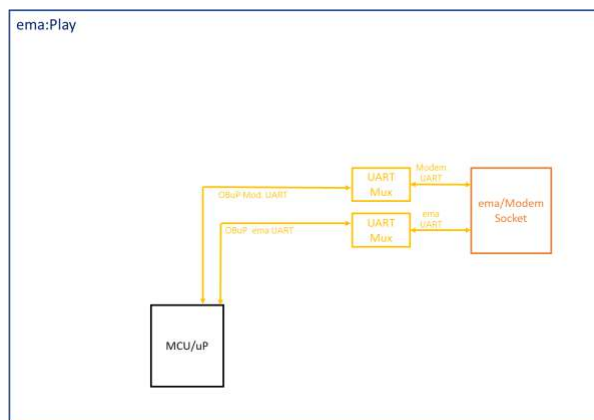 ema:Play
UART
Mux
Modem
UART
OBuP Mod. UART
ema/Modem
Socket
UART
Mux
ema
UART
OBuP ema UART
MCU/uP